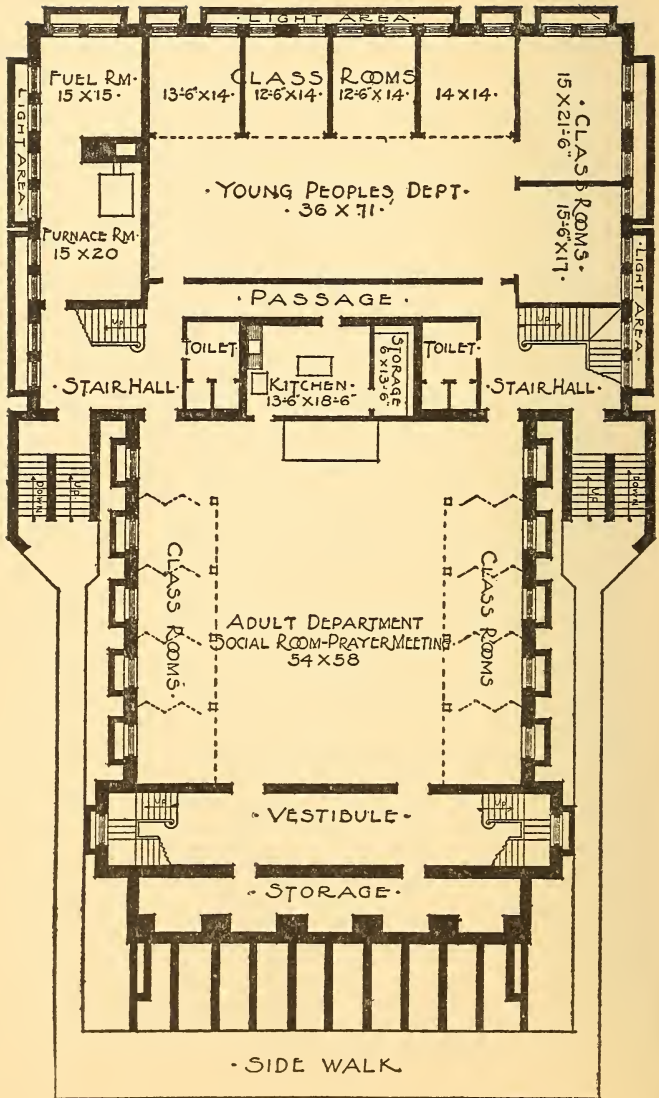 · LIGHT AREA ·
LIGHT AREA ·
FUEL RM ·
15 X 15 ·
CLASS ROOMS
13'-6" X 14 · 12'-6" X 14 · 12'-6" X 14 · 14 X 14 ·
· CLASS ROOMS ·
15 X 21'-6"
15'-6" X 17 ·
· YOUNG PEOPLES DEPT ·
· 36 X 71 ·'
FURNACE RM ·
15 X 20
· LIGHT AREA ·
· PASSAGE ·
UP
UP
TOILET
KITCHEN ·
13'-6" X 18'-6"
STORAGE
6 X 13'-6"
TOILET
· STAIR HALL ·
· STAIR HALL ·
DOWN
UP
UP
DOWN
CLASS ROOMS ·
CLASS ROOMS
ADULT DEPARTMENT
SOCIAL ROOM-PRAYER MEETING ·
54 X 58
UP
· VESTIBULE ·
UP
· STORAGE ·
· SIDE WALK